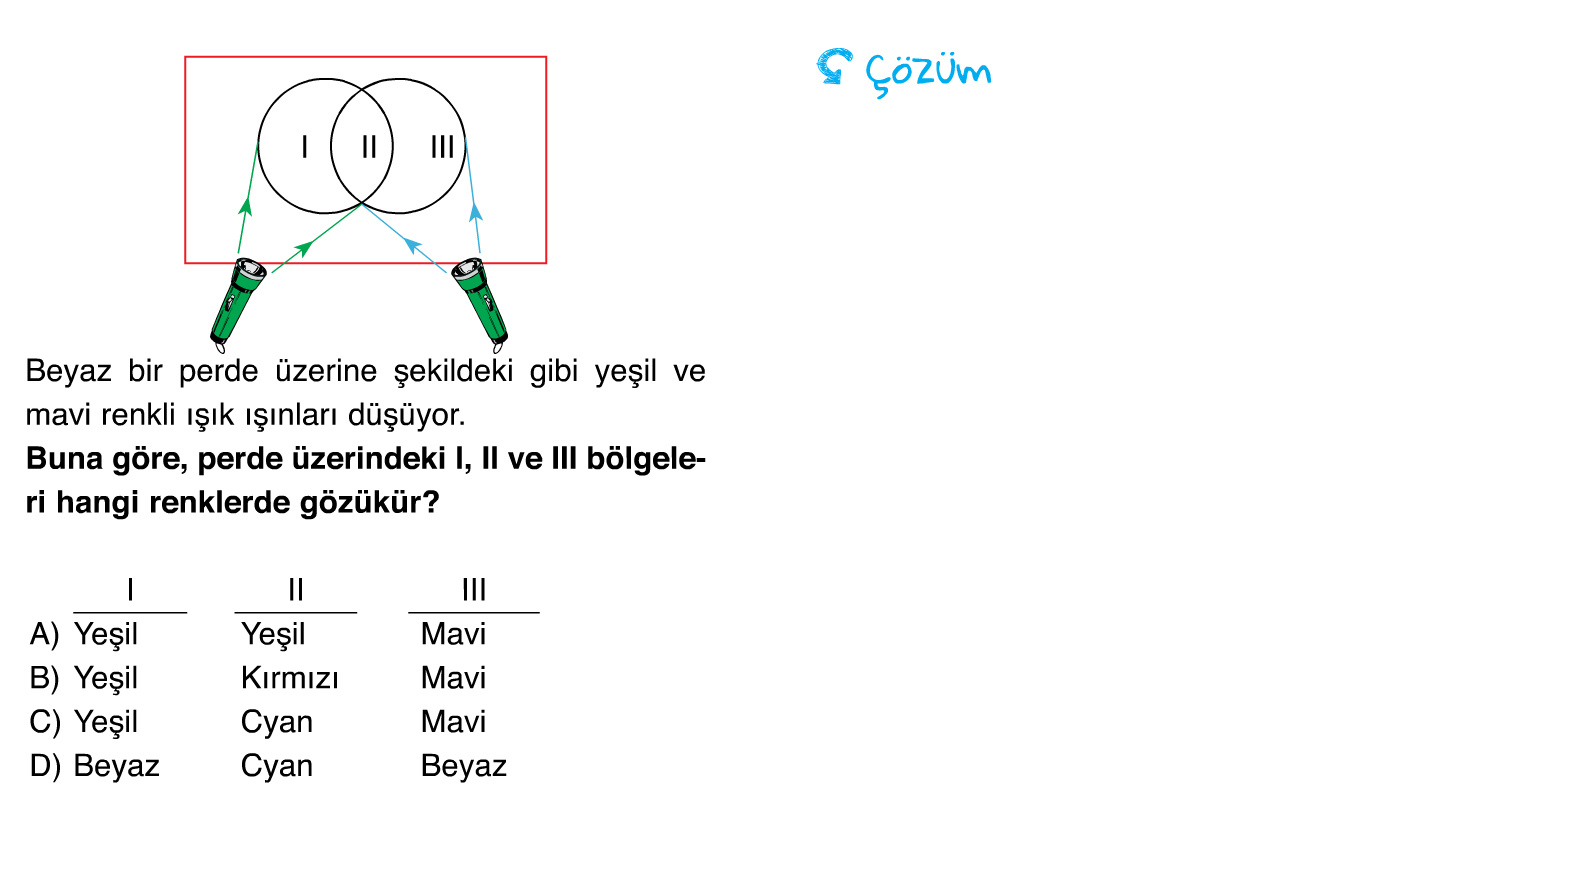 Çözüm
I II III
Beyaz bir perde üzerine şekildeki gibi yeşil ve
mavi renkli ışık ışınları düşüyor.
Buna göre, perde üzerindeki I, II ve III bölgele-
ri hangi renklerde gözükür?
I II III
A) Yeşil Yeşil Mavi
B) Yeşil Kırmızı Mavi
C) Yeşil Cyan Mavi
D) Beyaz Cyan Beyaz